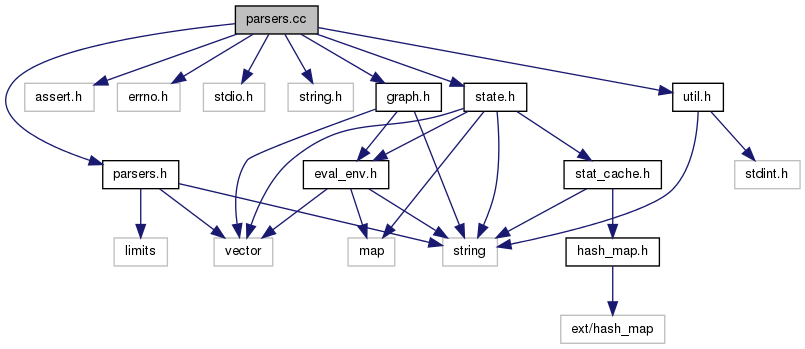 parsers.cc
assert.h
errno.h
stdio.h
string.h
graph.h
state.h
util.h
parsers.h
eval_env.h
stat_cache.h
stdint.h
limits
vector
map
string
hash_map.h
ext/hash_map